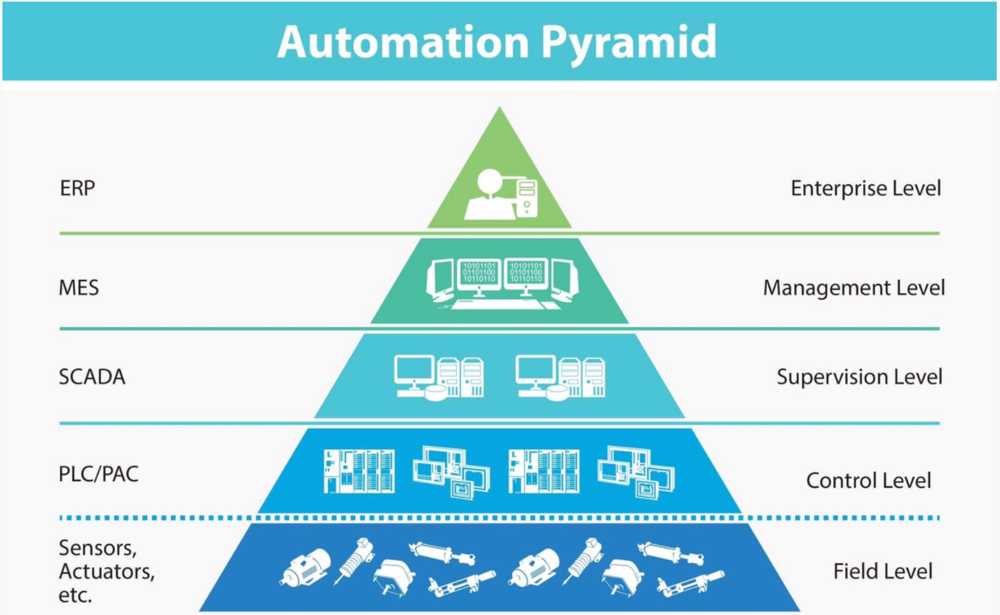 Automation Pyramid
ERP
Enterprise Level
10101101
01101100
10110110
10101101
01101100
10110110
MES
Management Level
SCADA
Supervision Level
PLC/PAC
Control Level
Sensors,
Actuators,
etc.
Field Level